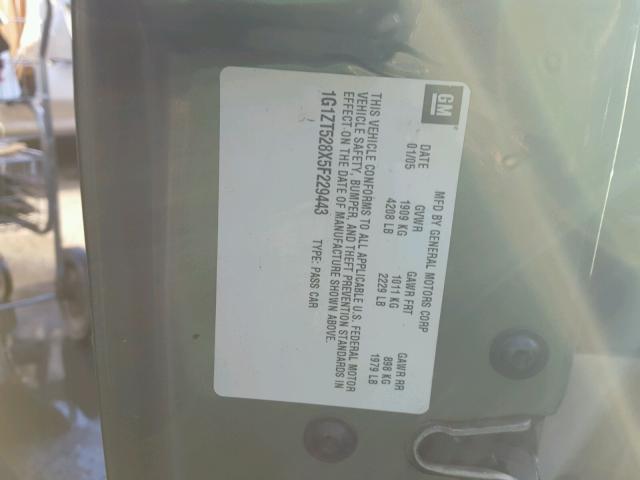 GM
MFD BY GENERAL MOTORS CORP
DATE GVWR GAWR FRT GAWR RR
01/05 1909 KG 1011 KG 898 KG
4208 LB 2229 LB 1979 LB
THIS VEHICLE CONFORMS TO ALL APPLICABLE U.S. FEDERAL MOTOR
VEHICLE SAFETY, BUMPER, AND THEFT PREVENTION STANDARDS IN
EFFECT ON THE DATE OF MANUFACTURE SHOWN ABOVE.
1G1ZT528X5F229443 TYPE: PASS CAR